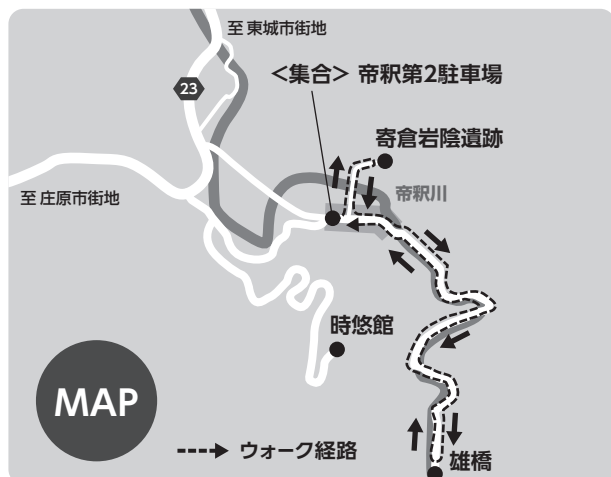 至 東城市街地
23
<集合> 帝釈第2駐車場
寄倉岩陰遺跡
帝釈川
至 庄原市街地
時悠館
MAP
ウォーク経路
雄橋